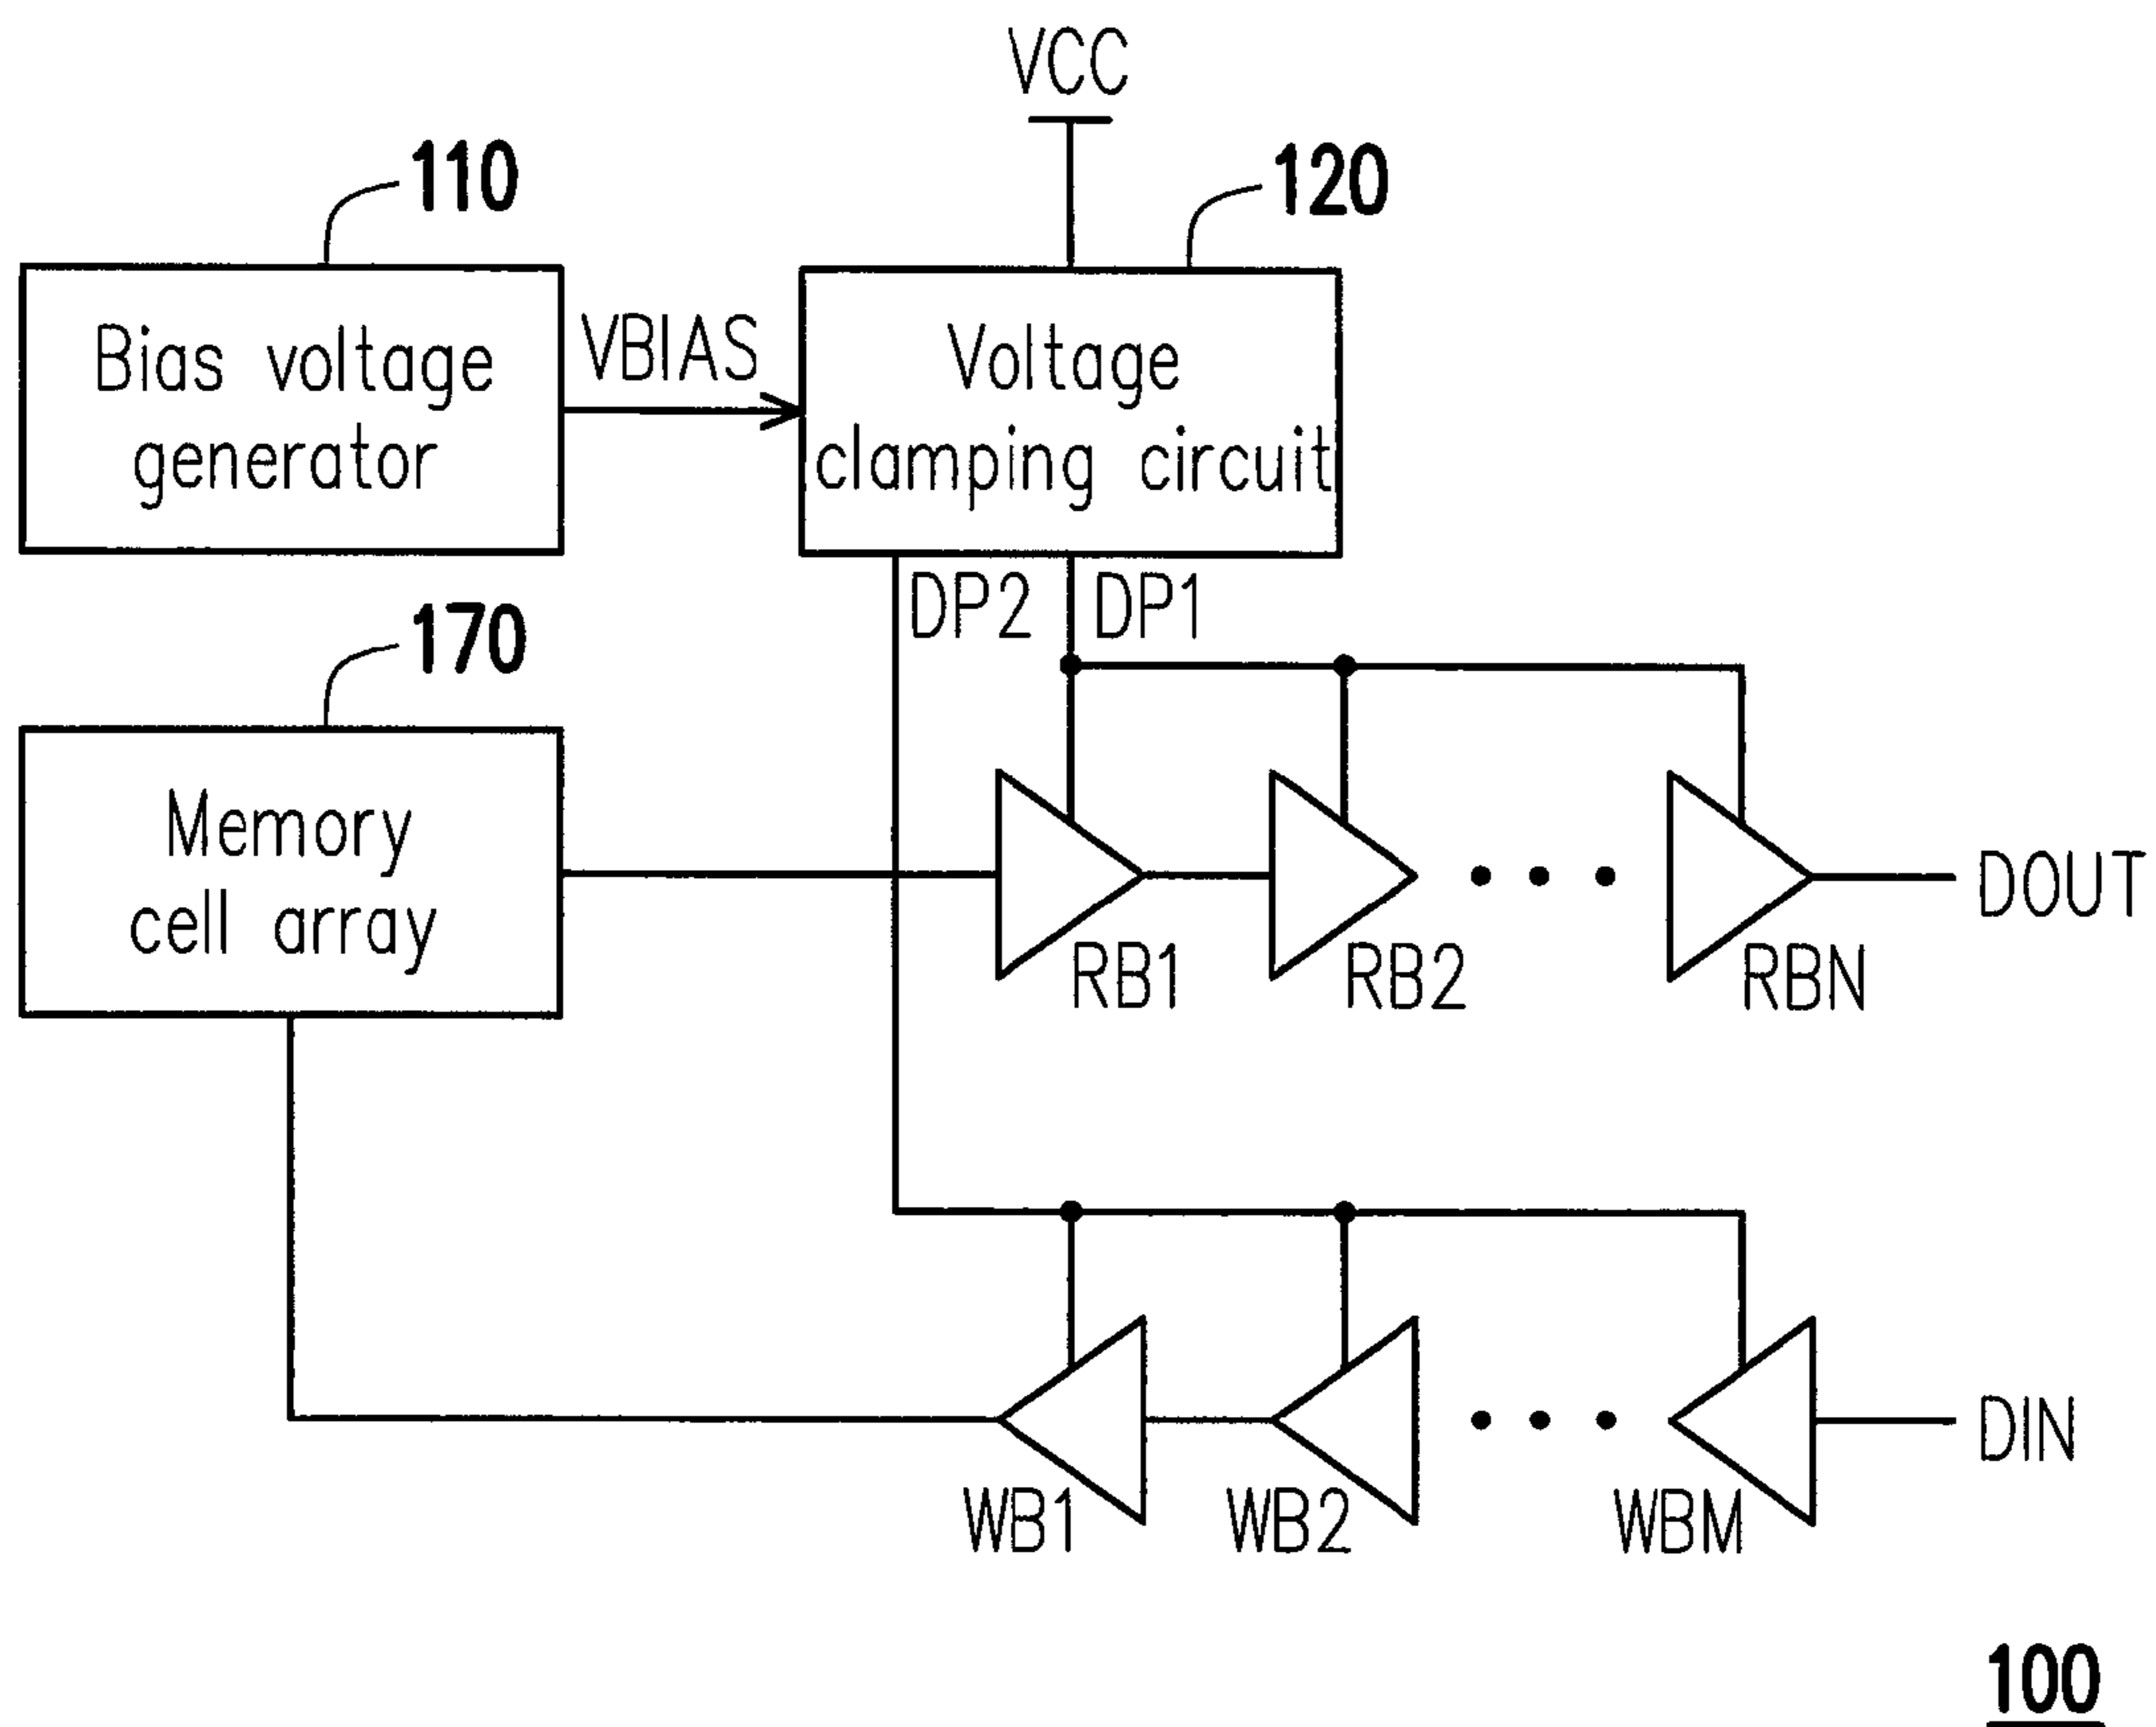 VCC
110
120
Bias voltage
generator
VBIAS
Voltage
clamping circuit
DP2
DP1
170
Memory
cell array
RB1
RB2
RBN
DOUT
WB1
WB2
WBM
DIN
100